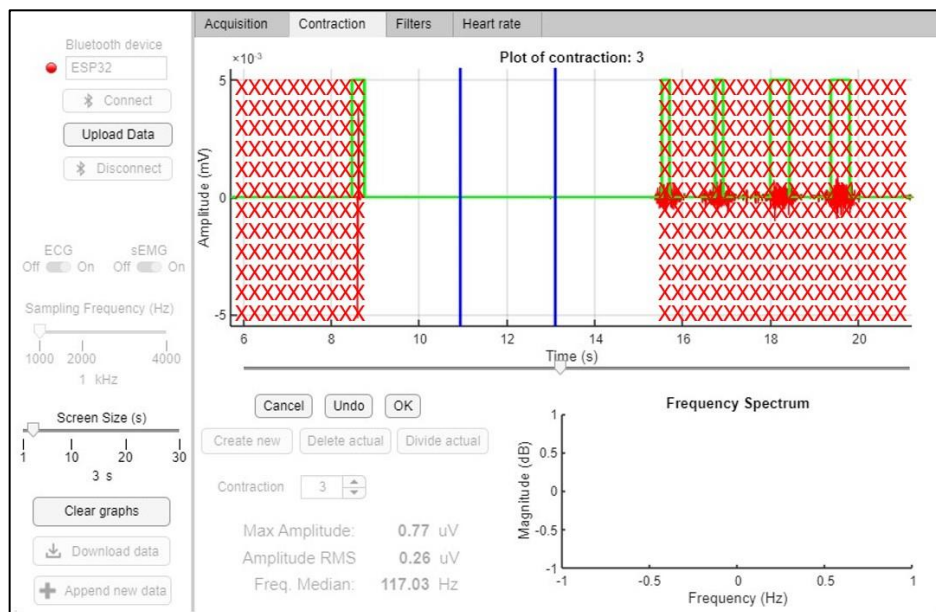 Acquisition Contraction Filters Heart rate
Bluetooth device
ESP32
Connect
Upload Data
Disconnect
ECG sEMG
Off On Off On
Sampling Frequency (Hz)
1000 2000 4000
1 kHz
Screen Size (s)
1 10 20 30
3 s
Clear graphs
Download data
Append new data
Plot of contraction: 3
×10⁻³
5
0
-5
Amplitude (mV)
6 8 10 12 14 16 18 20
Time (s)
Cancel Undo OK
Create new Delete actual Divide actual
Contraction 3
Max Amplitude: 0.77 uV
Amplitude RMS 0.26 uV
Freq. Median: 117.03 Hz
Frequency Spectrum
1
0.5
0
-0.5
-1
Magnitude (dB)
-1 -0.5 0 0.5 1
Frequency (Hz)